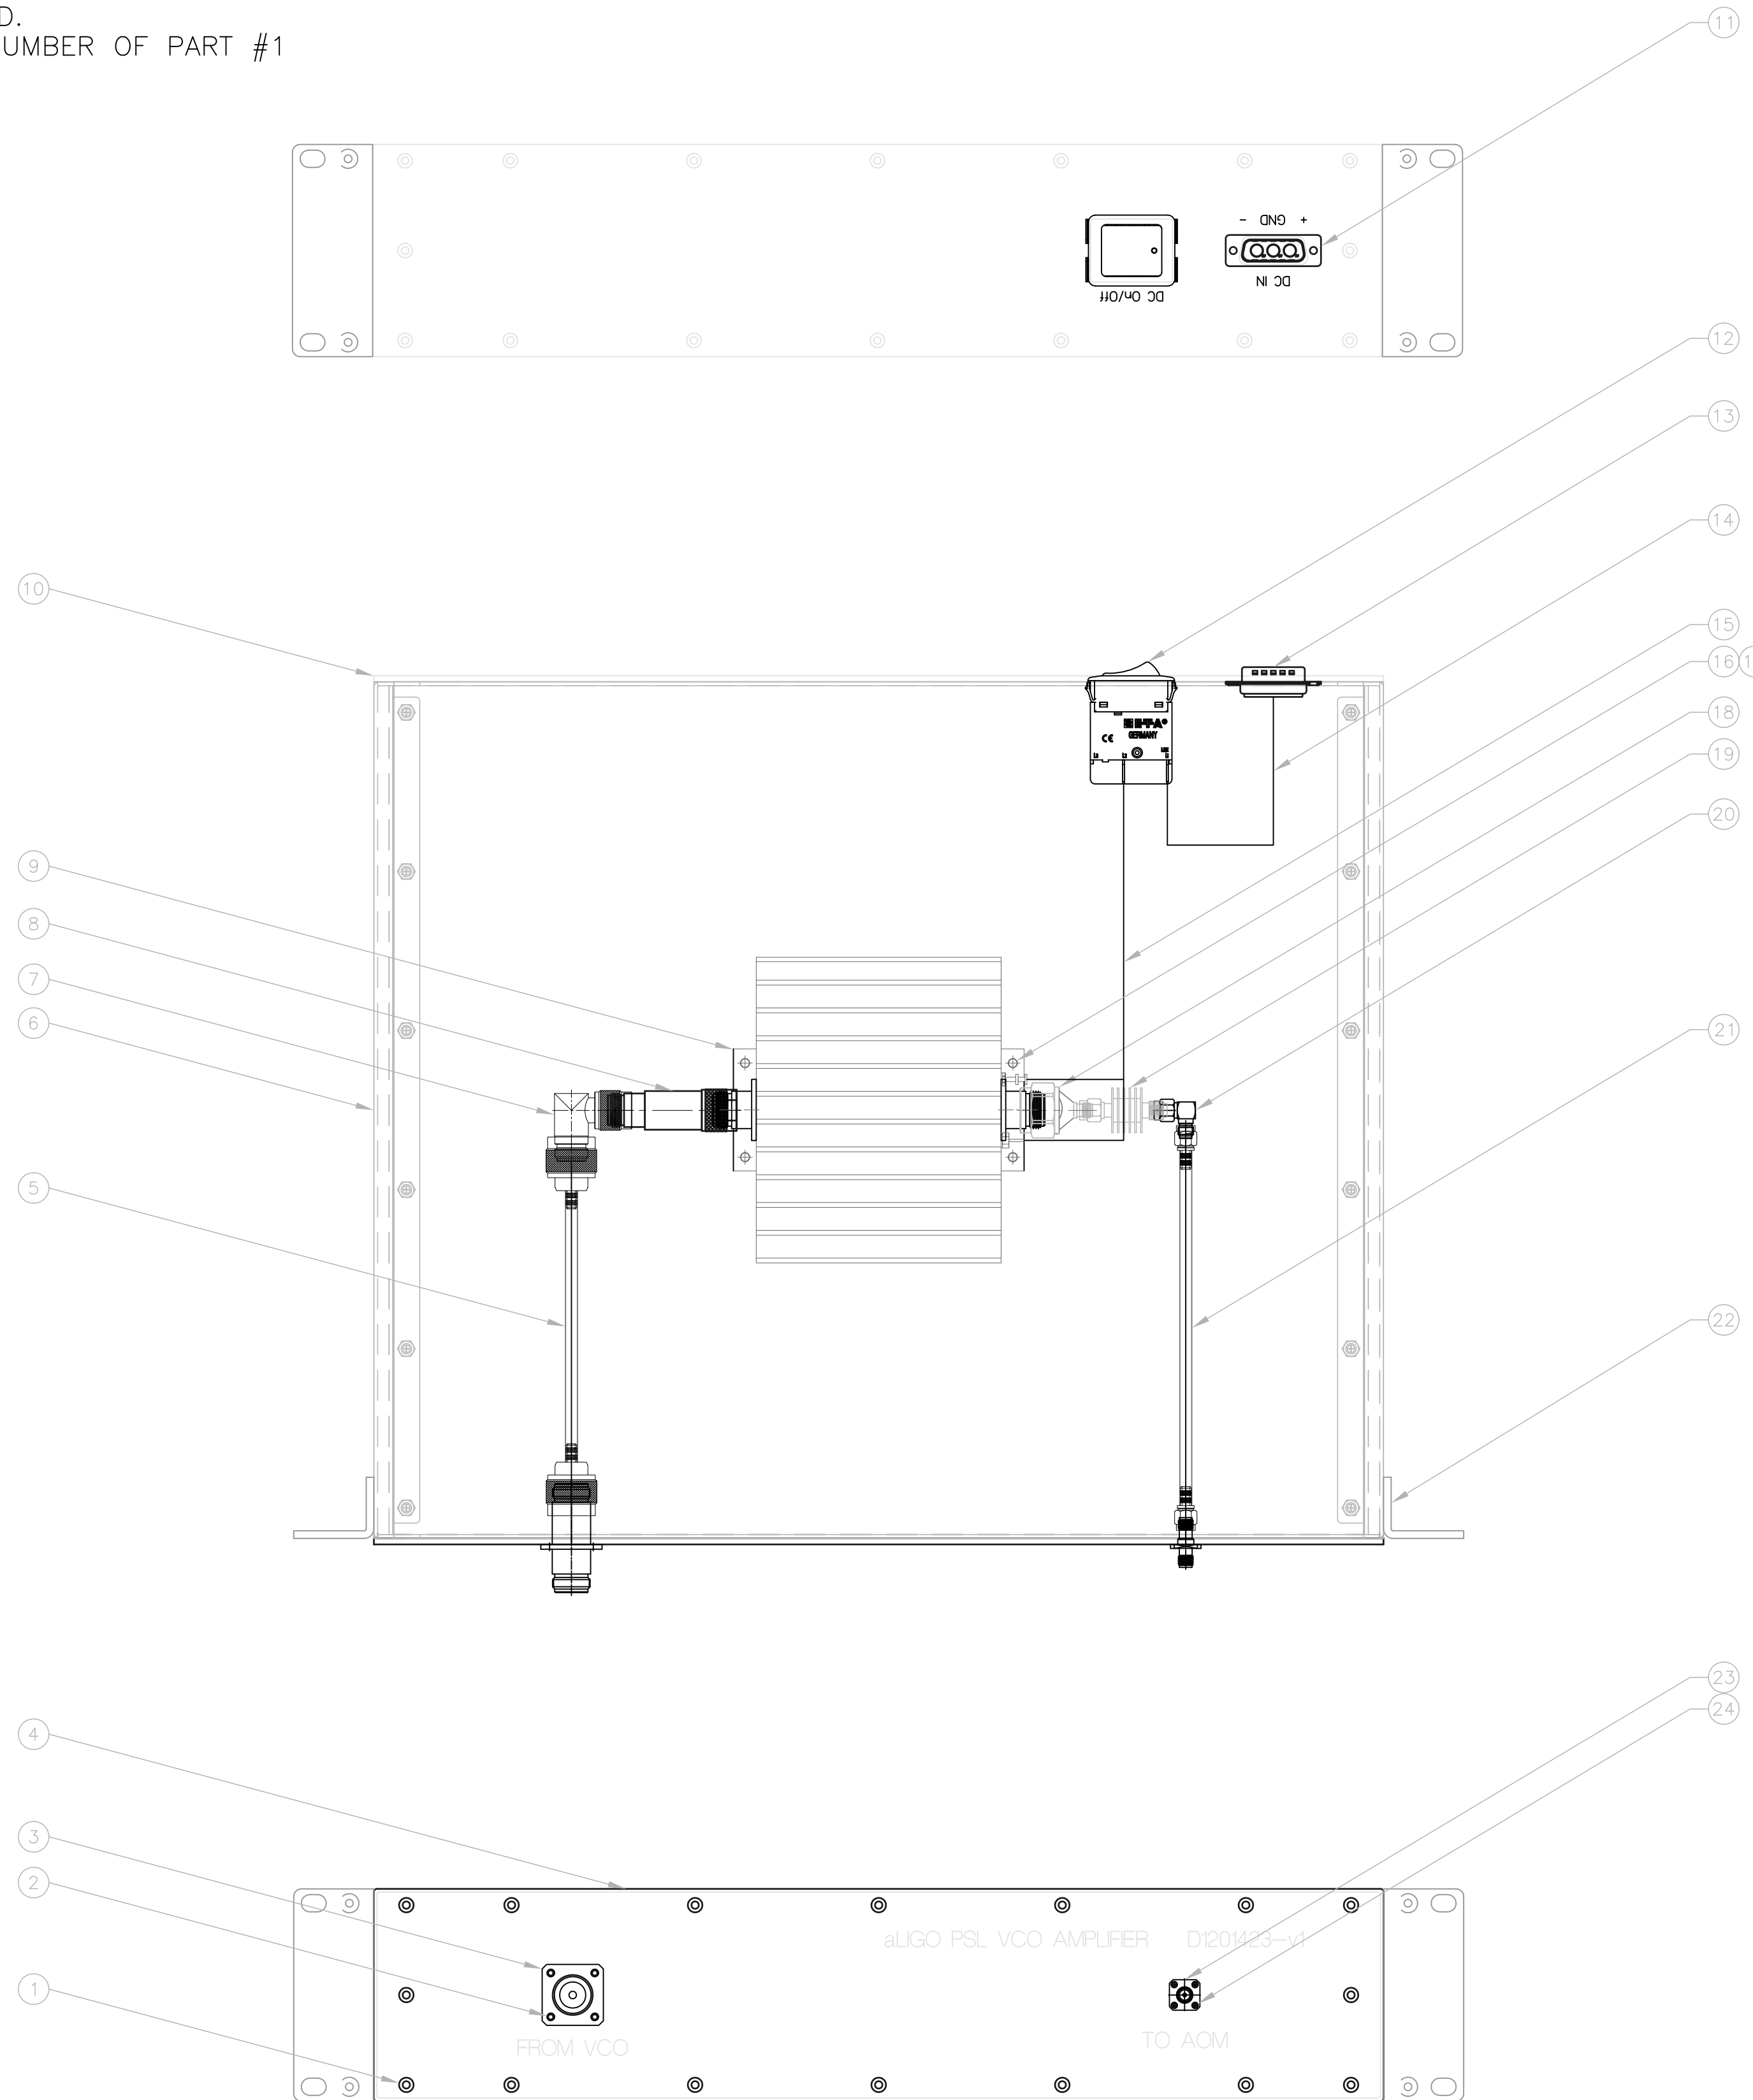 D.
UMBER OF PART #1
11
- GND +
DC IN
DC On/Off
12
13
14
10
15
16
18
E-T-A®
CE GERMANY
19
20
9
8
7
6
21
5
22
23
24
4
3
2
aLIGO PSL VCO AMPLIFIER D1201423-v1
1
FROM VCO
TO AOM